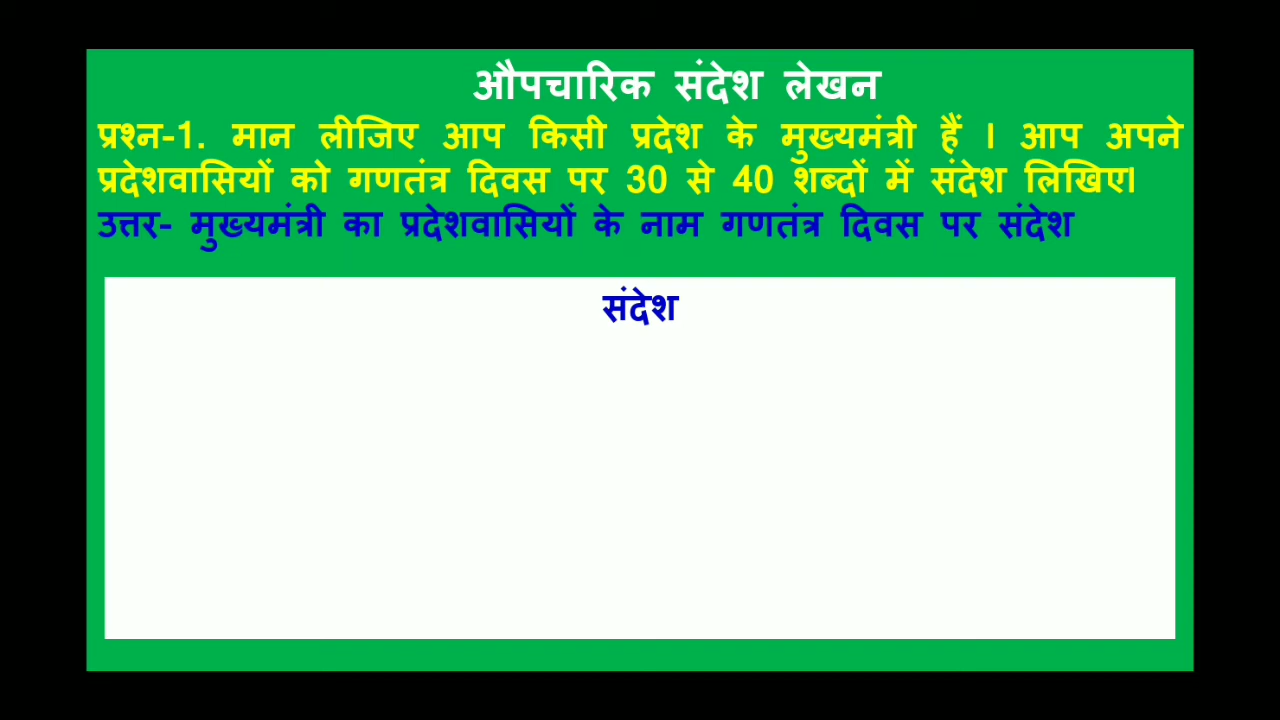 औपचारिक संदेश लेखन
प्रश्न-1. मान लीजिए आप किसी प्रदेश के मुख्यमंत्री हैं । आप अपने
प्रदेशवासियों को गणतंत्र दिवस पर 30 से 40 शब्दों में संदेश लिखिए।
उत्तर- मुख्यमंत्री का प्रदेशवासियों के नाम गणतंत्र दिवस पर संदेश
संदेश